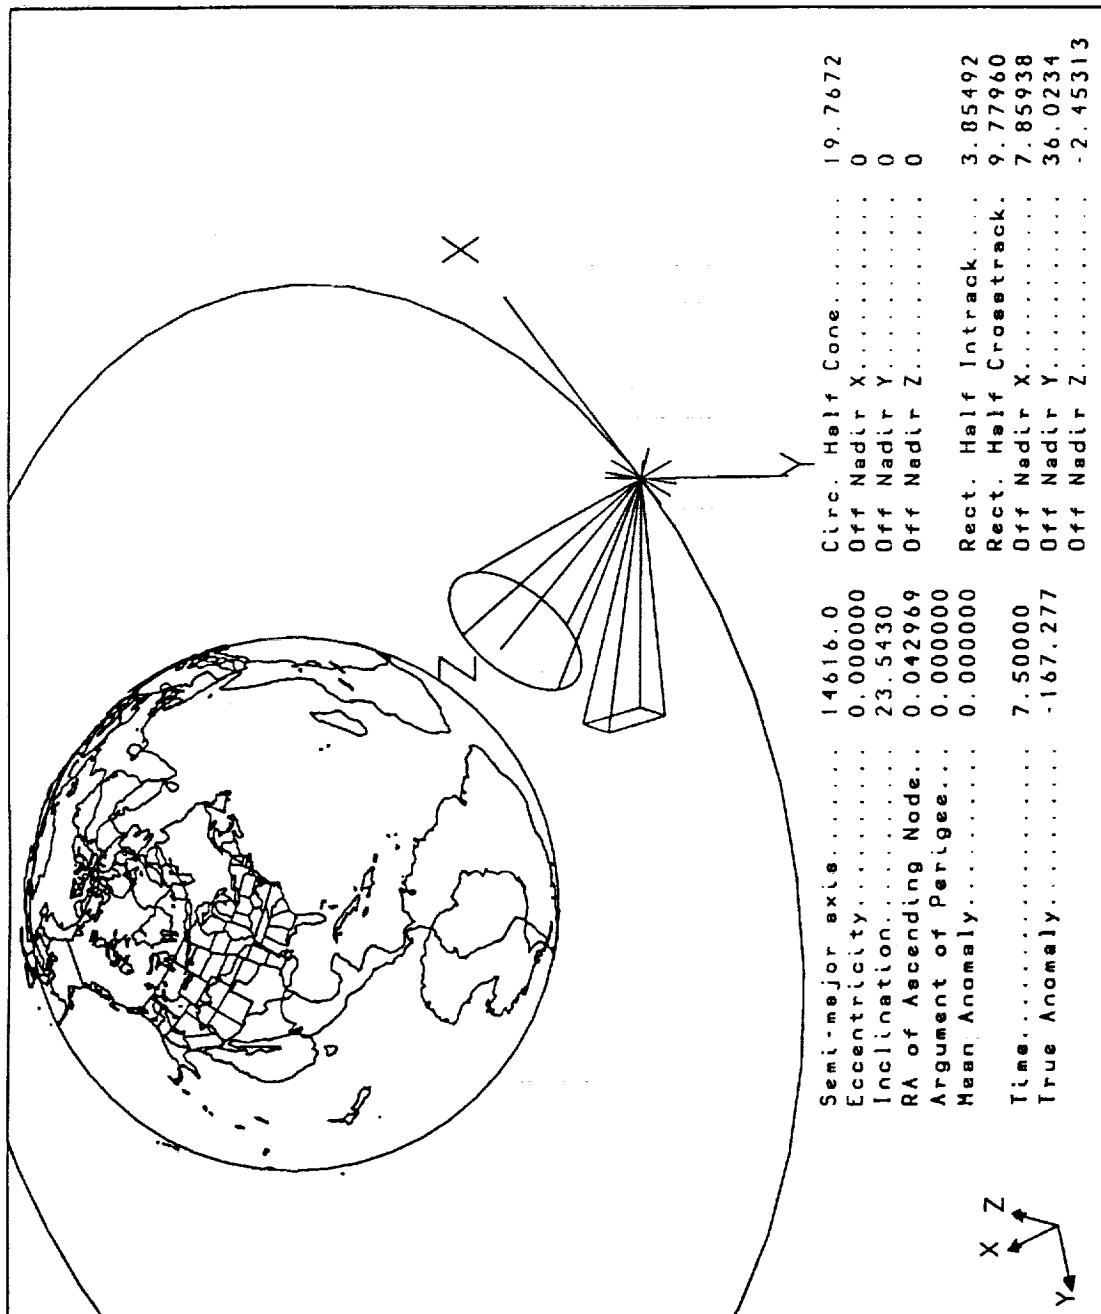 X
Z
Y
Semi-major axis....... 14616.0
Eccentricity.......... 0.000000
Inclination........... 23.5430
RA of Ascending Node.. 0.042969
Argument of Perigee... 0.000000
Mean Anomaly.......... 0.000000
Time.................. 7.50000
True Anomaly.......... -167.277
Circ. Half Cone....... 19.7672
Off Nadir X.......... 0
Off Nadir Y.......... 0
Off Nadir Z.......... 0
Rect. Half Intrack.... 3.85492
Rect. Half Crosstrack. 9.77960
Off Nadir X.......... 7.85938
Off Nadir Y.......... 36.0234
Off Nadir Z.......... -2.45313
X
Z
Y